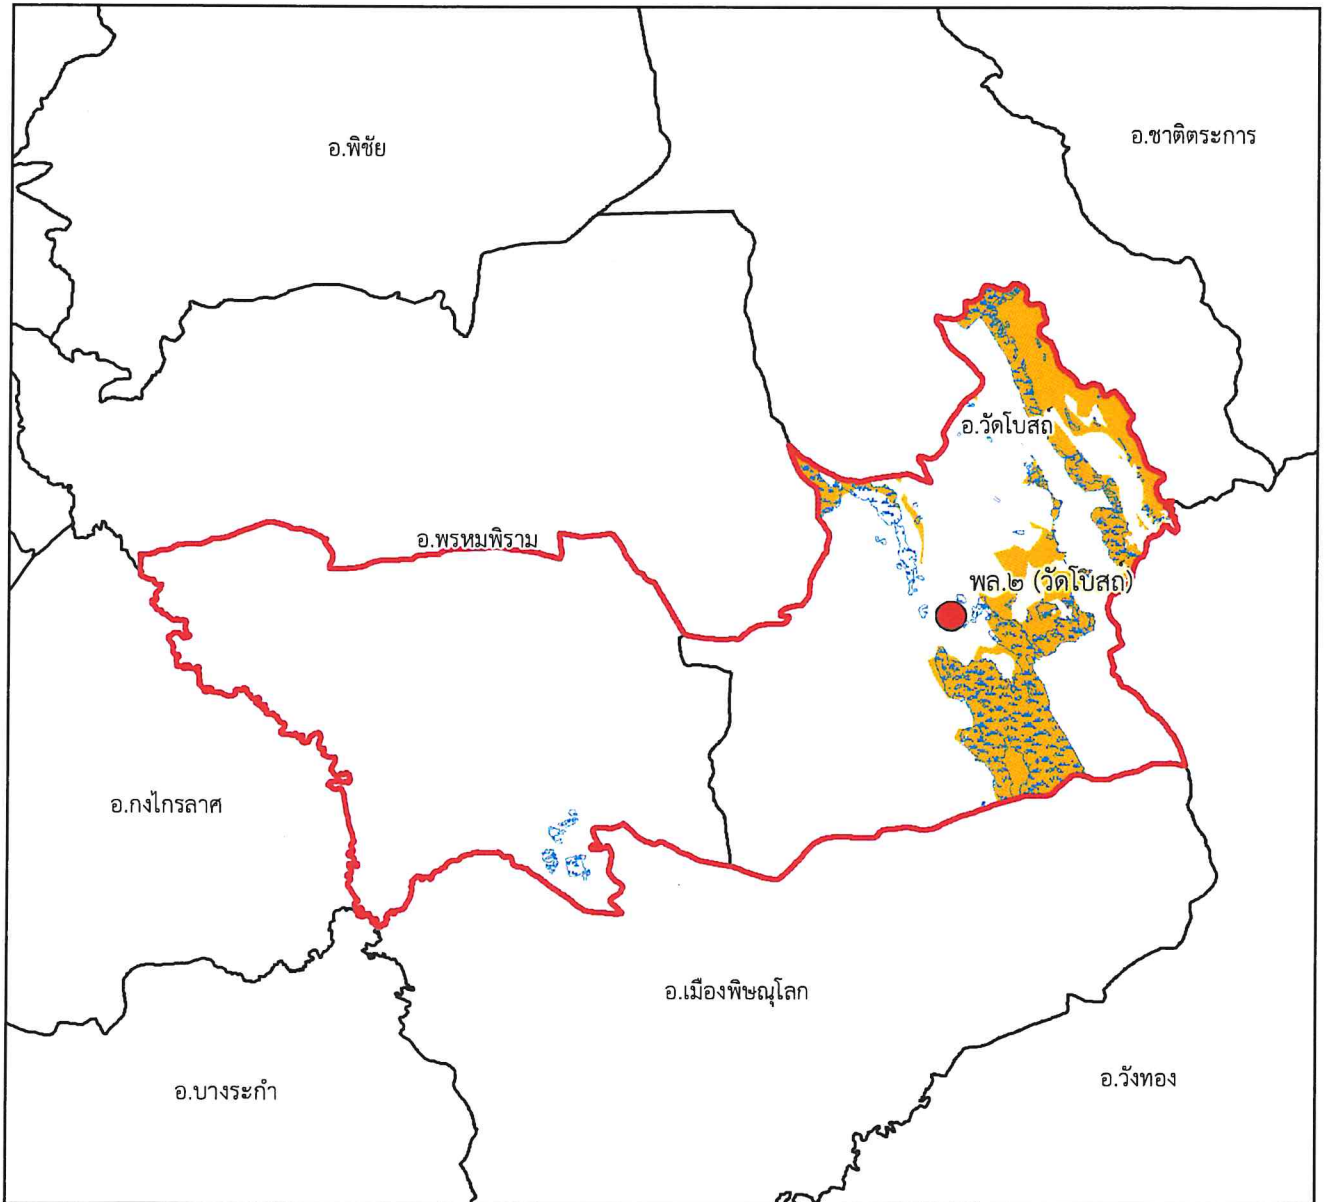 อ.ชาติตระการ
อ.พิชัย
อ.วัดโบสถ์
อ.พรหมพิราม
พล.๒ (วัดโบสถ์)
อ.กงไกรลาศ
อ.เมืองพิษณุโลก
อ.วังทอง
อ.บางระกำ